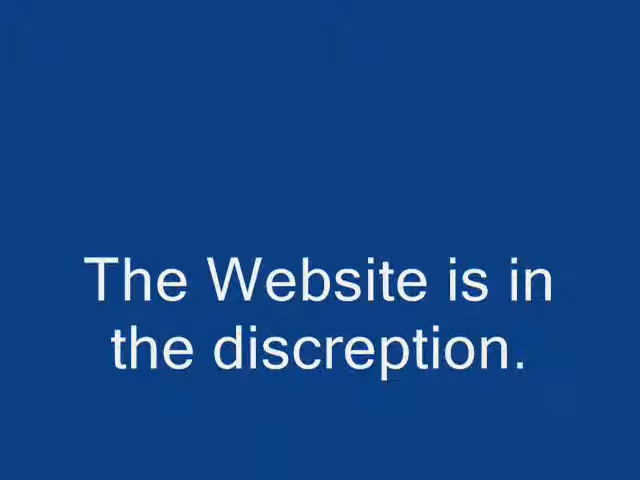 The Website is in
the discreption.